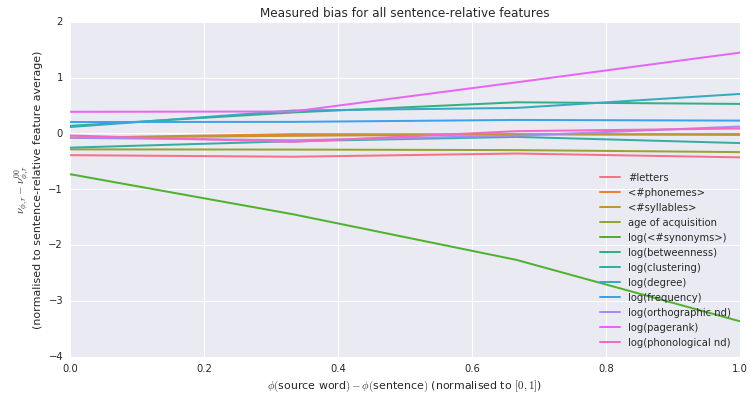 Measured bias for all sentence-relative features
2
1
0
−1
−2
−3
−4
0.0 0.2 0.4 0.6 0.8 1.0
ν_{ϕ,r} − ν^{00}_{ϕ,r}
(normalised to sentence-relative feature average)
ϕ(source word) − ϕ(sentence) (normalised to [0, 1])
#letters
<#phonemes>
<#syllables>
age of acquisition
log(<#synonyms>)
log(betweenness)
log(clustering)
log(degree)
log(frequency)
log(orthographic nd)
log(pagerank)
log(phonological nd)